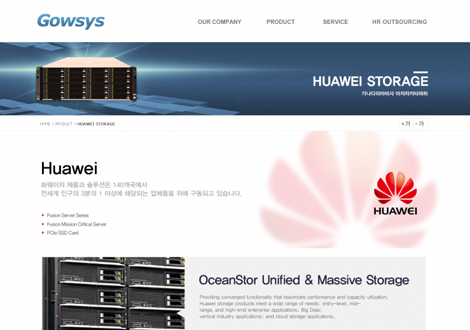 Gowsys
OUR COMPANY PRODUCT SERVICE HR OUTSOURCING
HUAWEI STORAGE
가나다라마바사 아자차카타파하
HOME > PRODUCT > HUAWEI STORAGE
+가 -가
Huawei
화웨이의 제품과 솔루션은 140개국에서
전세계 인구의 3분의 1 이상에 해당되는 업체들을 위해 구동되고 있습니다.
Fusion Server Series
Fusion Mission Critical Server
PCIe SSD Card
HUAWEI
OceanStor Unified & Massive Storage
Providing converged functionality that maximizes performance and capacity utilization,
Huawei storage products meet a wide range of needs: entry-level, mid-
range, and high-end enterprise applications; Big Data;
vertical industry applications; and cloud storage applications.